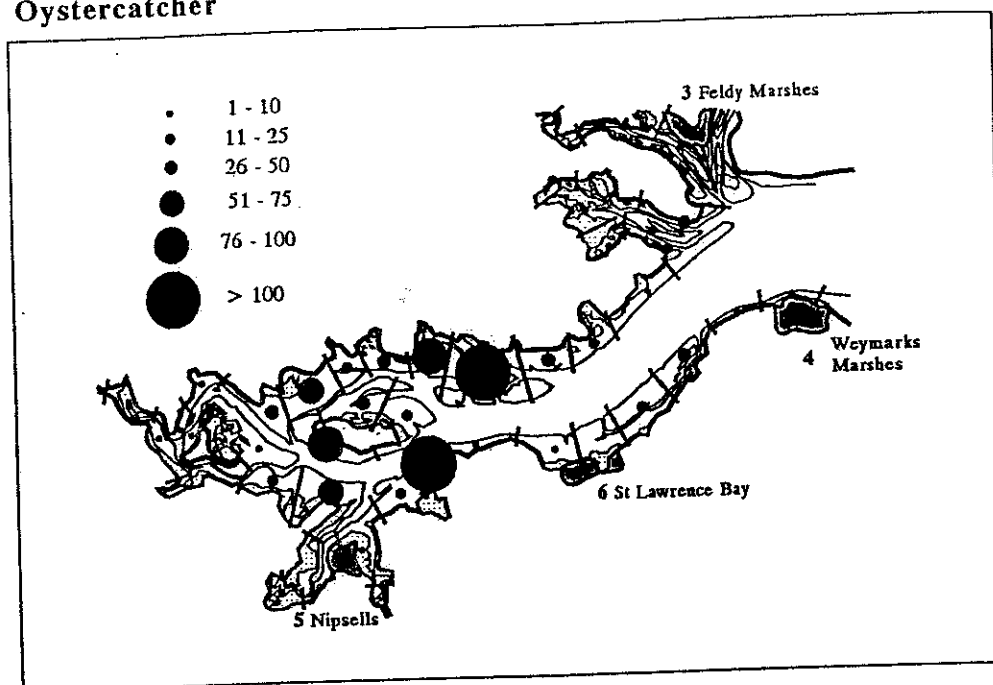 Oystercatcher
1 - 10
11 - 25
26 - 50
51 - 75
76 - 100
> 100
3 Feldy Marshes
4 Weymarks
Marshes
6 St Lawrence Bay
5 Nipsells